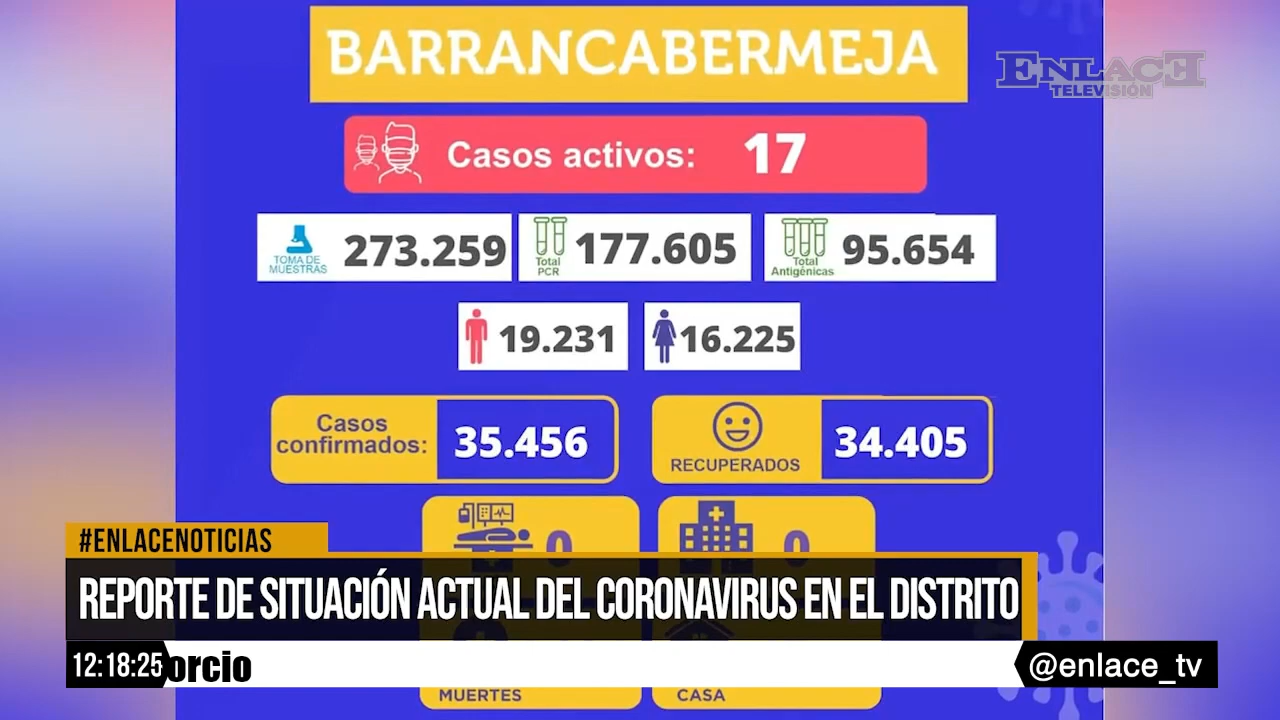 BARRANCABERMEJA
ENLACE
TELEVISIÓN
Casos activos: 17
TOMA DE
MUESTRAS
273.259
Total
PCR
177.605
Total
Antigénicas
95.654
19.231
16.225
Casos
confirmados:
35.456
RECUPERADOS
34.405
0
0
#ENLACENOTICIAS
REPORTE DE SITUACIÓN ACTUAL DEL CORONAVIRUS EN EL DISTRITO
12:18:25
orcio
@enlace_tv
MUERTES
CASA